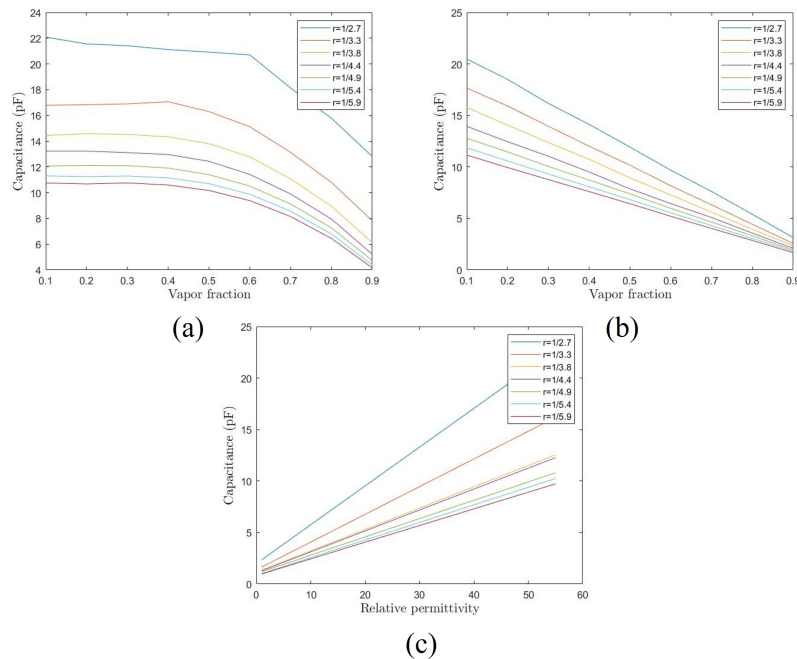 24
22
20
18
16
14
12
10
8
6
4
0.1 0.2 0.3 0.4 0.5 0.6 0.7 0.8 0.9
Capacitance (pF)
Vapor fraction
r=1/2.7
r=1/3.3
r=1/3.8
r=1/4.4
r=1/4.9
r=1/5.4
r=1/5.9
(a)
25
20
15
10
5
0
0.1 0.2 0.3 0.4 0.5 0.6 0.7 0.8 0.9
Capacitance (pF)
Vapor fraction
r=1/2.7
r=1/3.3
r=1/3.8
r=1/4.4
r=1/4.9
r=1/5.4
r=1/5.9
(b)
25
20
15
10
5
0
0 10 20 30 40 50 60
Capacitance (pF)
Relative permittivity
r=1/2.7
r=1/3.3
r=1/3.8
r=1/4.4
r=1/4.9
r=1/5.4
r=1/5.9
(c)